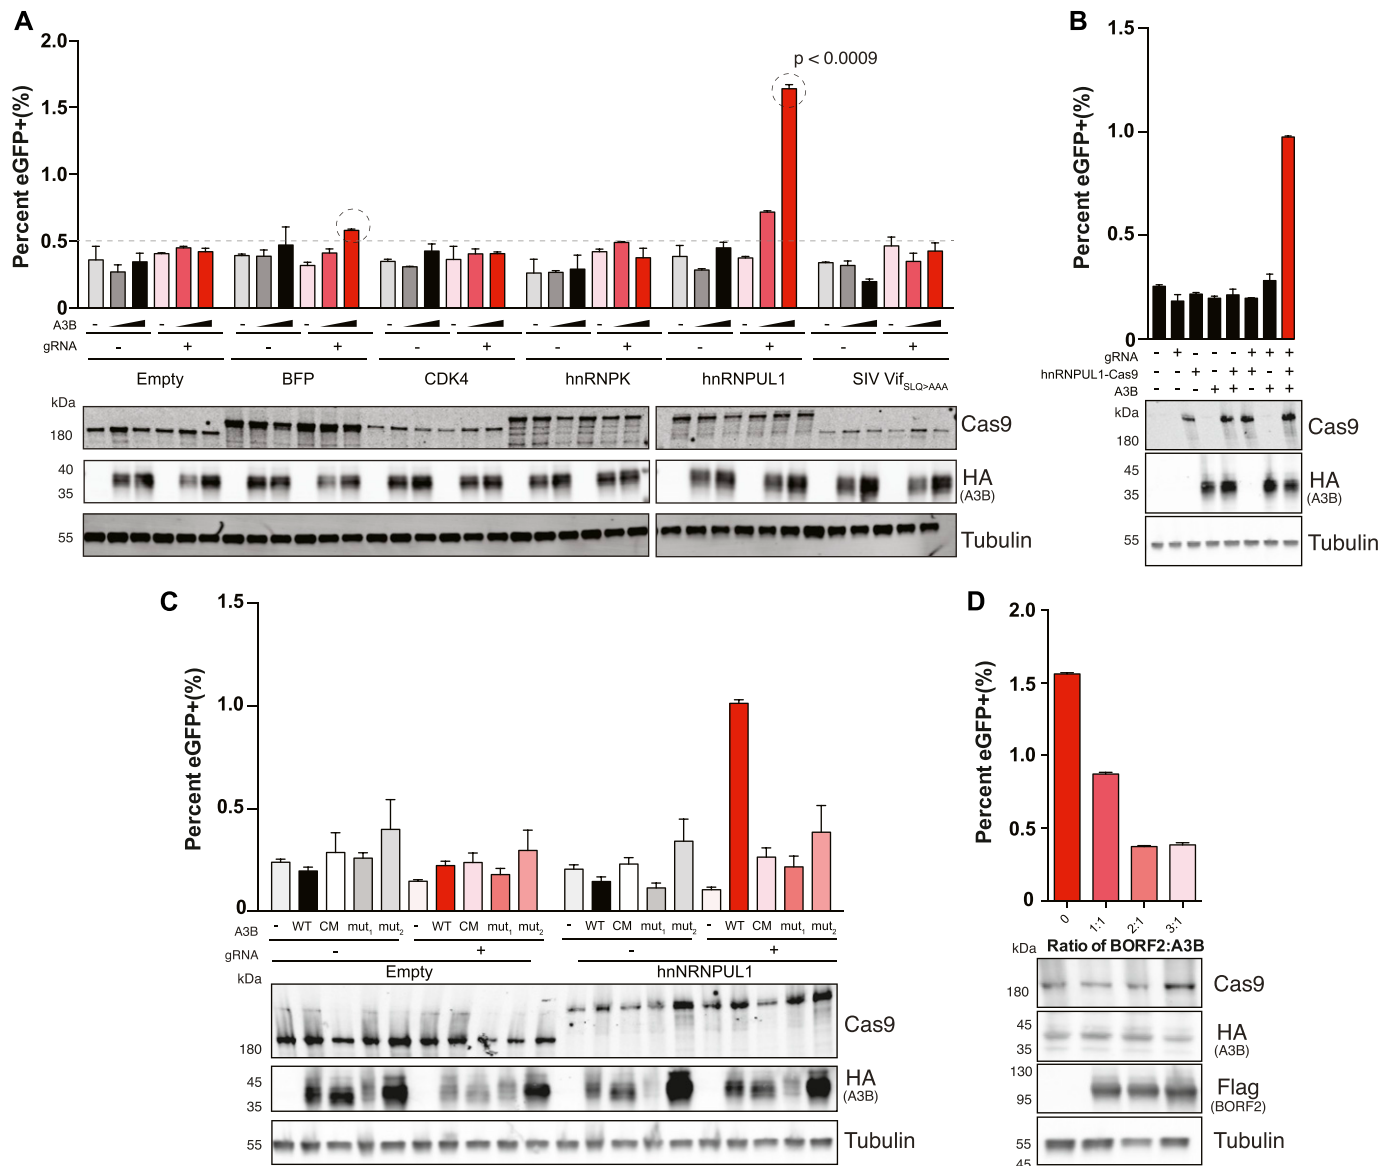 A
2.0
1.5
1.0
0.5
0
Percent eGFP+(%)
p < 0.0009
A3B - - - - - - - - - - - -
gRNA - + - + - + - + - + - +
Empty BFP CDK4 hnRNPK hnRNPUL1 SIV Vif SLQ>AAA
kDa
180
Cas9
40
35
HA
(A3B)
55
Tubulin
B
1.5
1.0
0.5
0
Percent eGFP+(%)
gRNA - + - - - + + +
hnRNPUL1-Cas9 - - + - + + - +
A3B - - - + + - + +
kDa
180
Cas9
45
35
HA
(A3B)
55
Tubulin
C
1.5
1.0
0.5
0
Percent eGFP+(%)
A3B - WT CM mut1 mut2 - WT CM mut1 mut2 - WT CM mut1 mut2 - WT CM mut1 mut2
gRNA - + - +
Empty hnNRNPUL1
kDa
180
Cas9
45
35
HA
(A3B)
55
Tubulin
D
2.0
1.5
1.0
0.5
0
Percent eGFP+(%)
0 1:1 2:1 3:1
Ratio of BORF2:A3B
kDa
180
Cas9
45
35
HA
(A3B)
130
95
Flag
(BORF2)
55
45
Tubulin